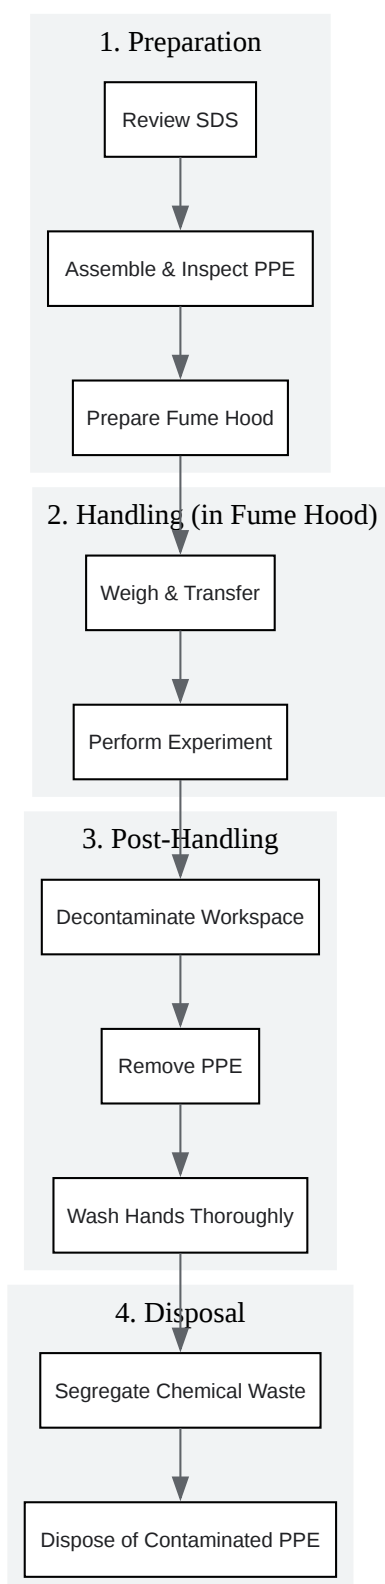 1. Preparation
Review SDS
Assemble & Inspect PPE
Prepare Fume Hood
2. Handling (in Fume Hood)
Weigh & Transfer
Perform Experiment
3. Post-Handling
Decontaminate Workspace
Remove PPE
Wash Hands Thoroughly
4. Disposal
Segregate Chemical Waste
Dispose of Contaminated PPE